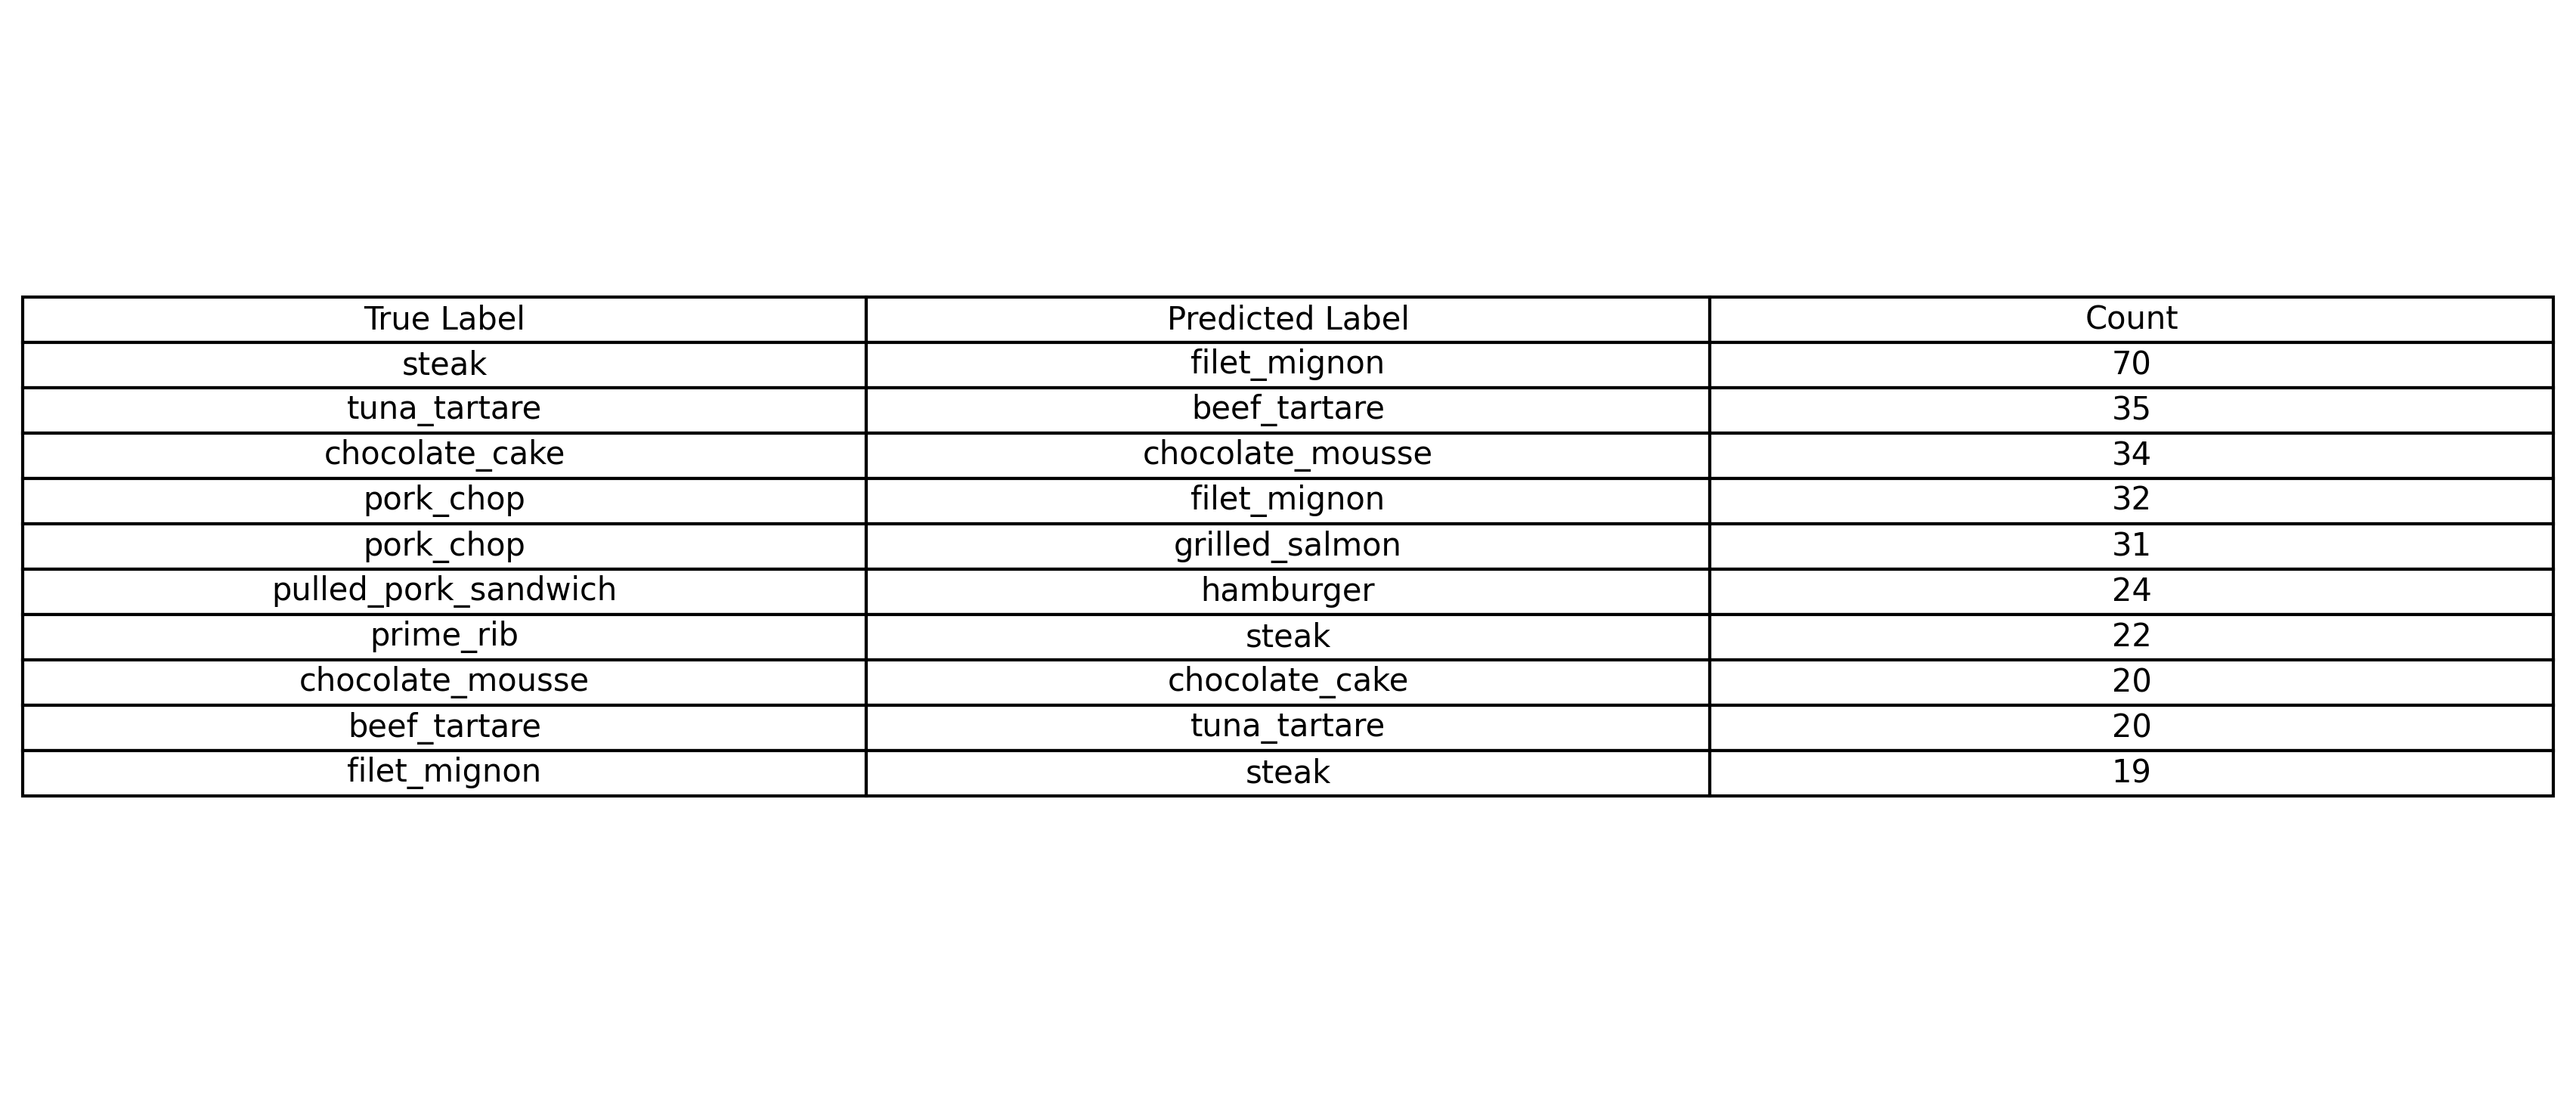 True Label Predicted Label Count
steak filet_mignon 70
tuna_tartare beef_tartare 35
chocolate_cake chocolate_mousse 34
pork_chop filet_mignon 32
pork_chop grilled_salmon 31
pulled_pork_sandwich hamburger 24
prime_rib steak 22
chocolate_mousse chocolate_cake 20
beef_tartare tuna_tartare 20
filet_mignon steak 19